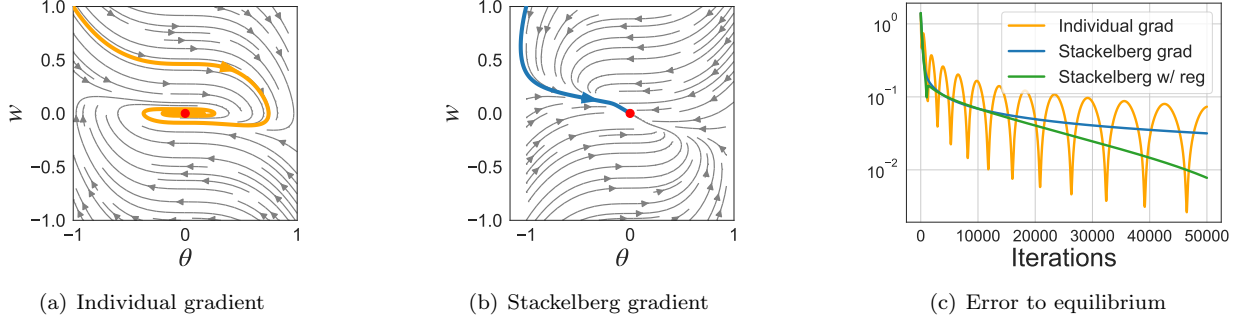 1.0
0.5
0.0
−0.5
−1.0
w
−1
0
1
θ
(a) Individual gradient
1.0
0.5
0.0
−0.5
−1.0
w
−1
0
1
θ
(b) Stackelberg gradient
10⁰
10⁻¹
10⁻²
Individual grad
Stackelberg grad
Stackelberg w/ reg
0 10000 20000 30000 40000 50000
Iterations
(c) Error to equilibrium